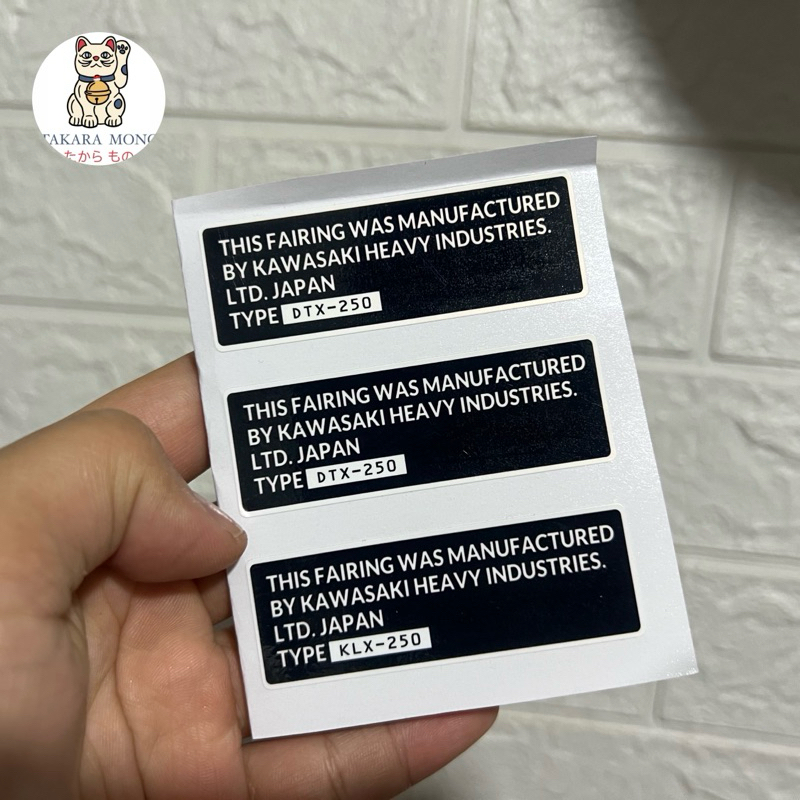 TAKARA MONO
たから もの
THIS FAIRING WAS MANUFACTURED
BY KAWASAKI HEAVY INDUSTRIES.
LTD. JAPAN
TYPE DTX-250
THIS FAIRING WAS MANUFACTURED
BY KAWASAKI HEAVY INDUSTRIES.
LTD. JAPAN
TYPE DTX-250
THIS FAIRING WAS MANUFACTURED
BY KAWASAKI HEAVY INDUSTRIES.
LTD. JAPAN
TYPE KLX-250